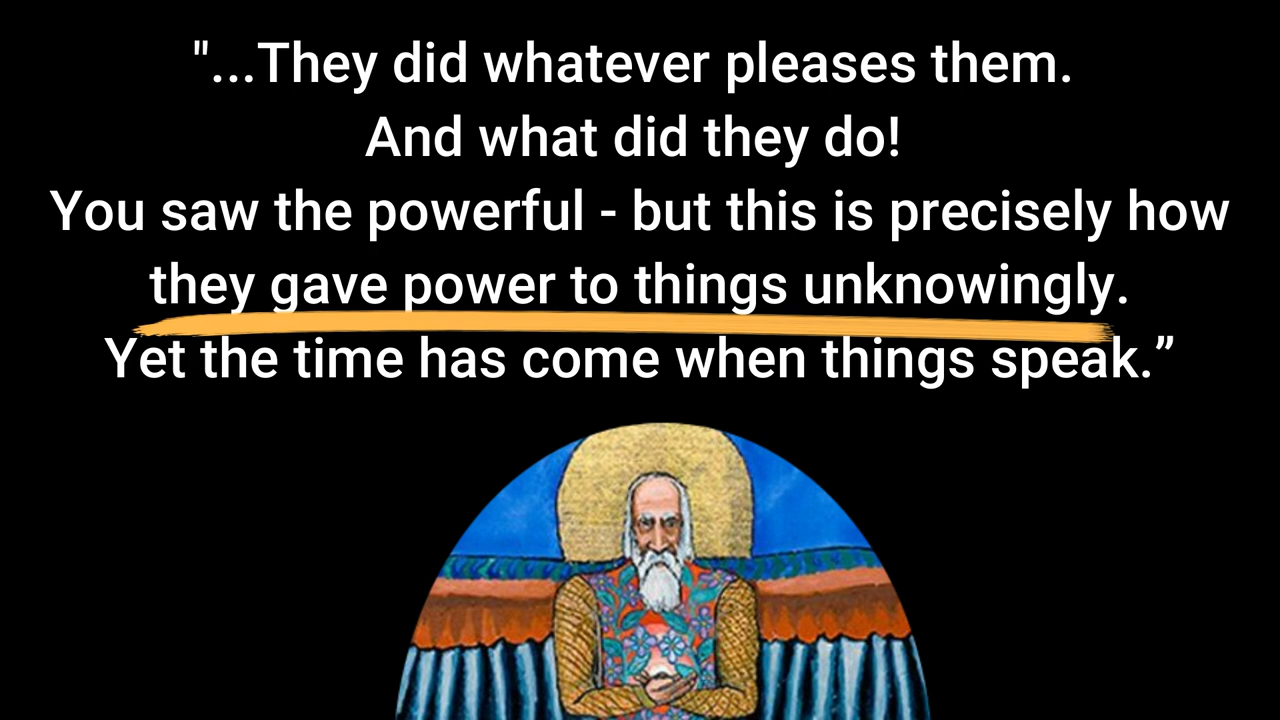 "...They did whatever pleases them.
And what did they do!
You saw the powerful - but this is precisely how
they gave power to things unknowingly.
Yet the time has come when things speak.”